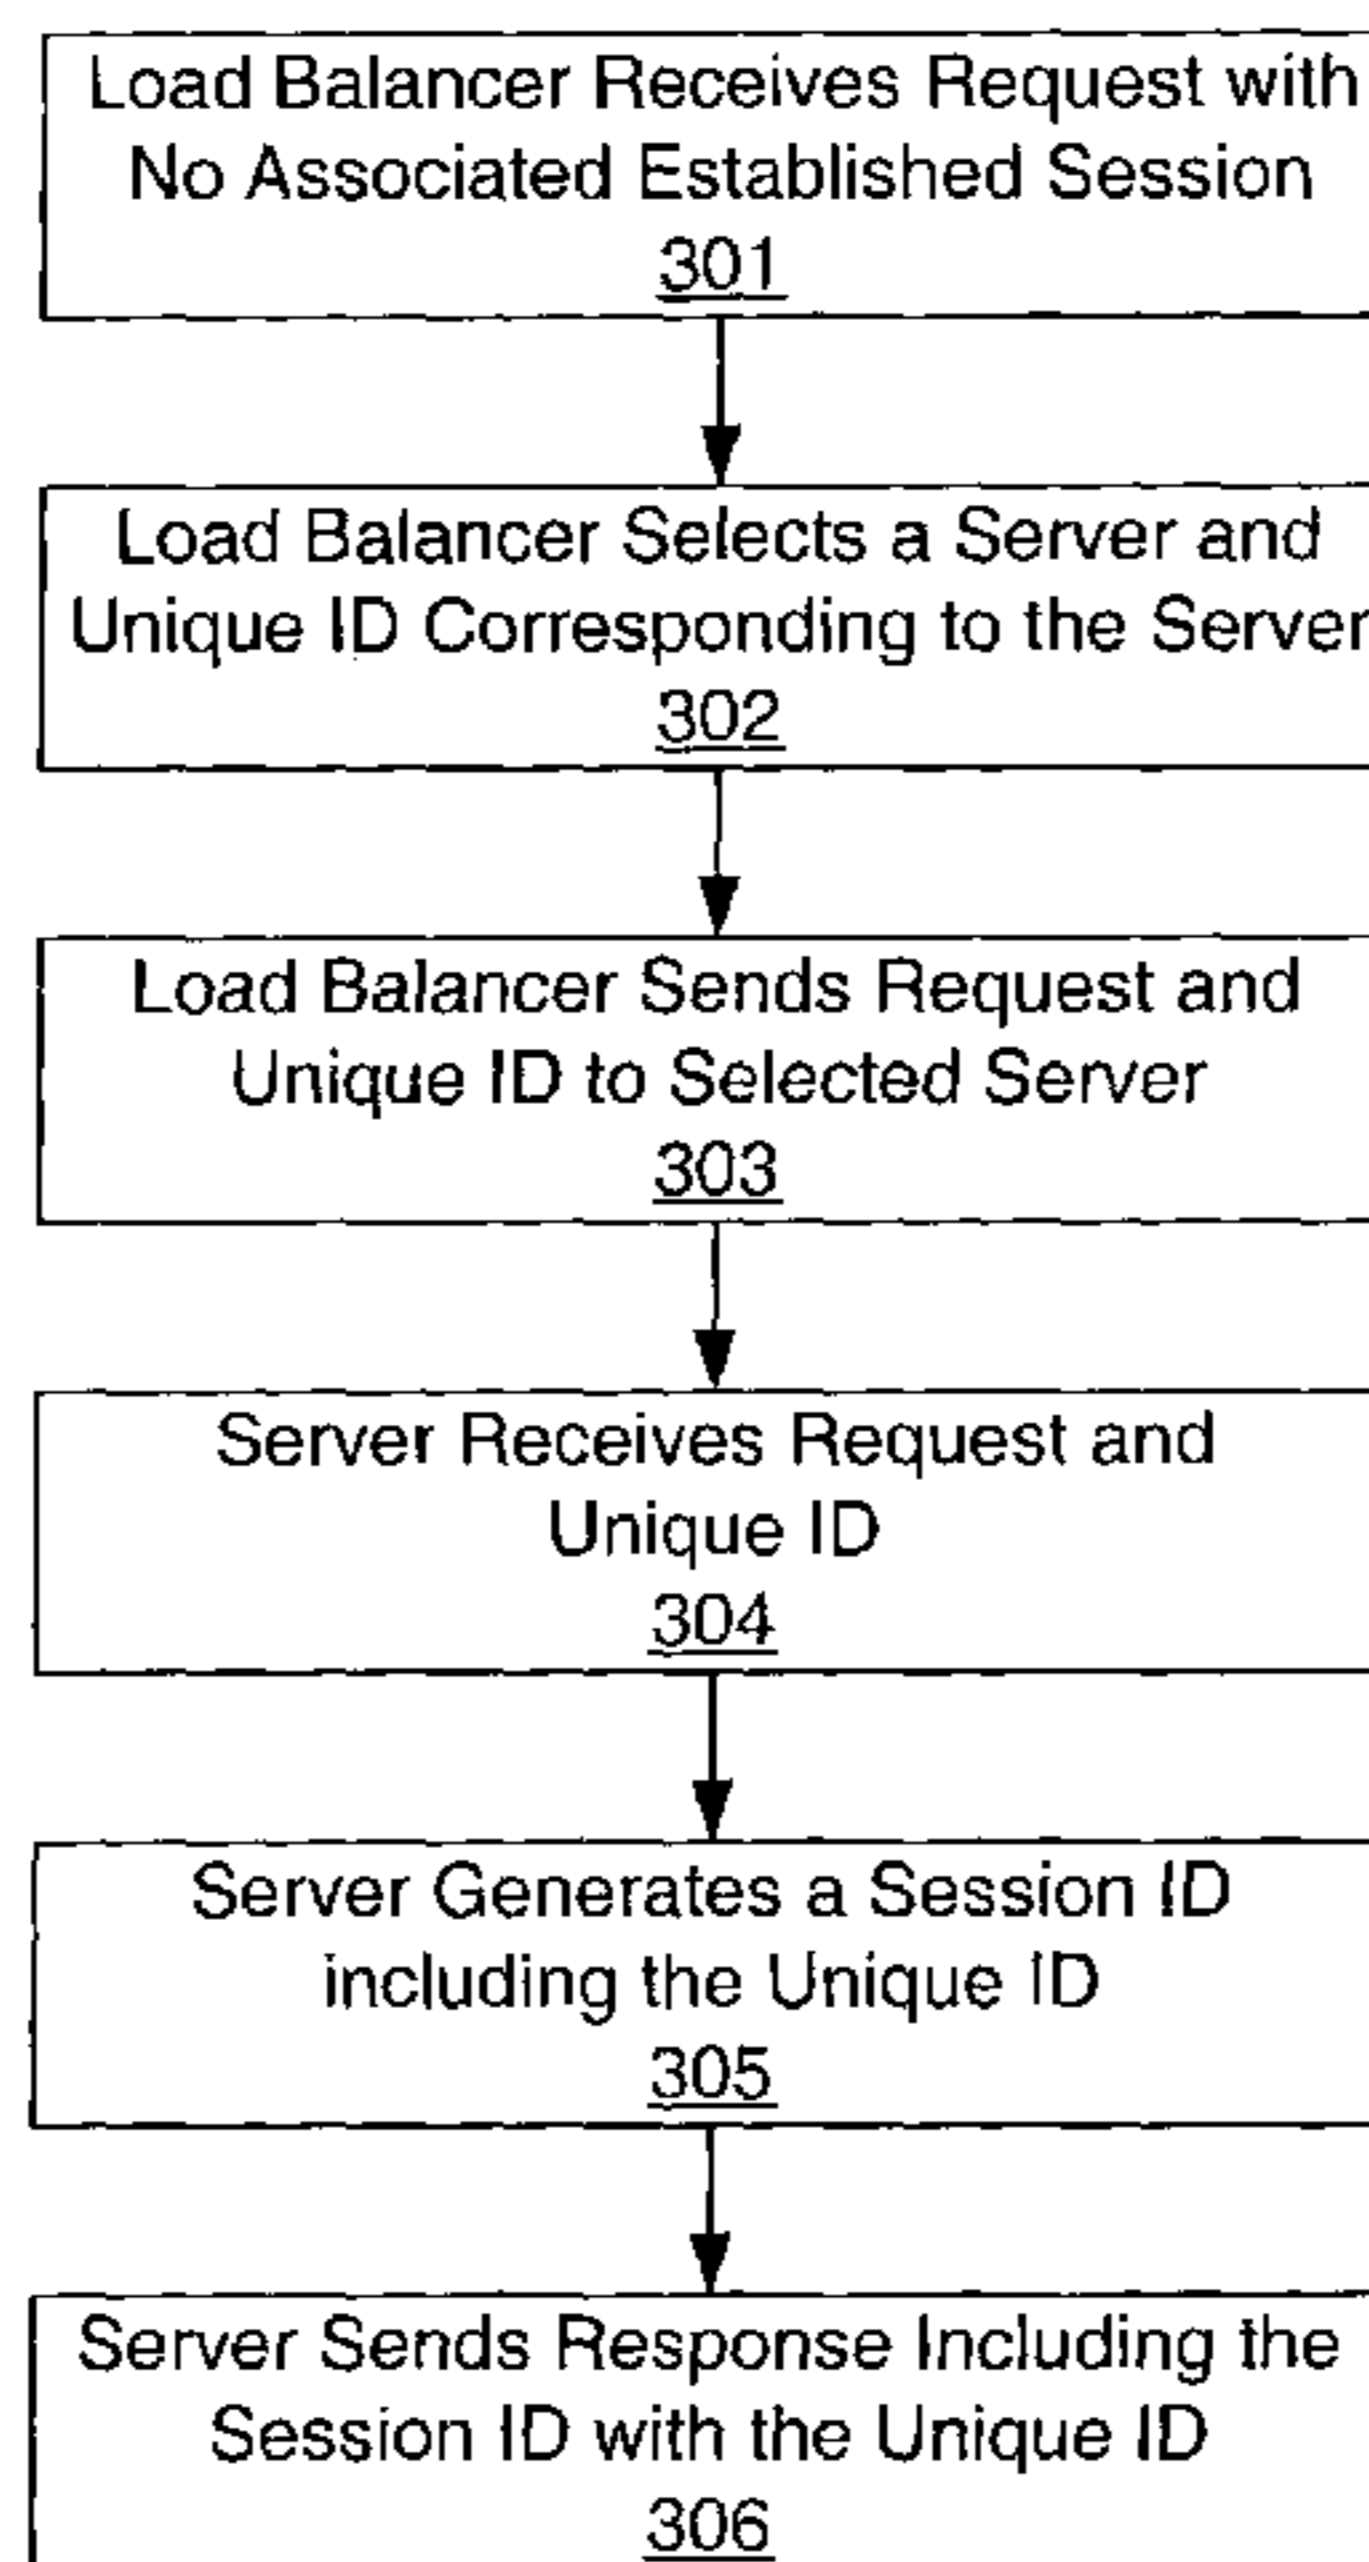 Load Balancer Receives Request with
No Associated Established Session
301
Load Balancer Selects a Server and
Unique ID Corresponding to the Server
302
Load Balancer Sends Request and
Unique ID to Selected Server
303
Server Receives Request and
Unique ID
304
Server Generates a Session ID
including the Unique ID
305
Server Sends Response Including the
Session ID with the Unique ID
306